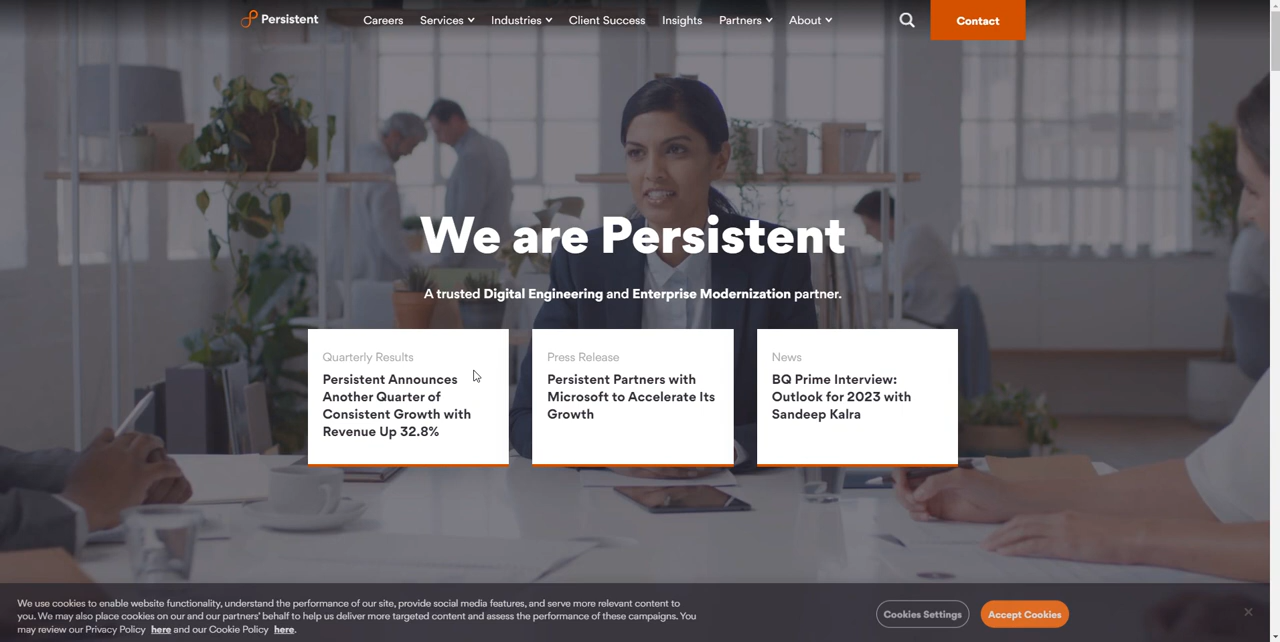 Persistent
Careers
Services
Industries
Client Success
Insights
Partners
About
Contact
We are Persistent
A trusted Digital Engineering and Enterprise Modernization partner.
Quarterly Results
Persistent Announces
Another Quarter of
Consistent Growth with
Revenue Up 32.8%
Press Release
Persistent Partners with
Microsoft to Accelerate Its
Growth
News
BQ Prime Interview:
Outlook for 2023 with
Sandeep Kalra
We use cookies to enable website functionality, understand the performance of our site, provide social media features, and serve more relevant content to
you. We may also place cookies on our and our partners' behalf to help us deliver more targeted content and assess the performance of these campaigns. You
may review our Privacy Policy here and our Cookie Policy here.
Cookies Settings
Accept Cookies